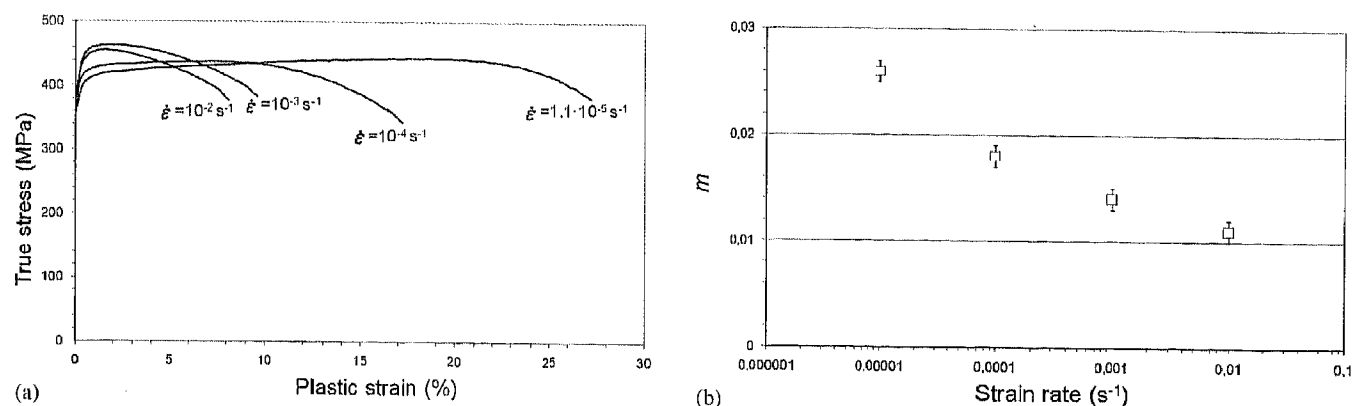 500
400
300
200
100
0
True stress (MPa)
ε̇ =10⁻² s⁻¹
ε̇ =10⁻³ s⁻¹
ε̇ =10⁻⁴ s⁻¹
ε̇ =1.1·10⁻⁵ s⁻¹
0 5 10 15 20 25 30
Plastic strain (%)
(a)
0,03
0,02
0,01
0
m
0.000001 0.00001 0,0001 0,001 0,01 0,1
Strain rate (s⁻¹)
(b)